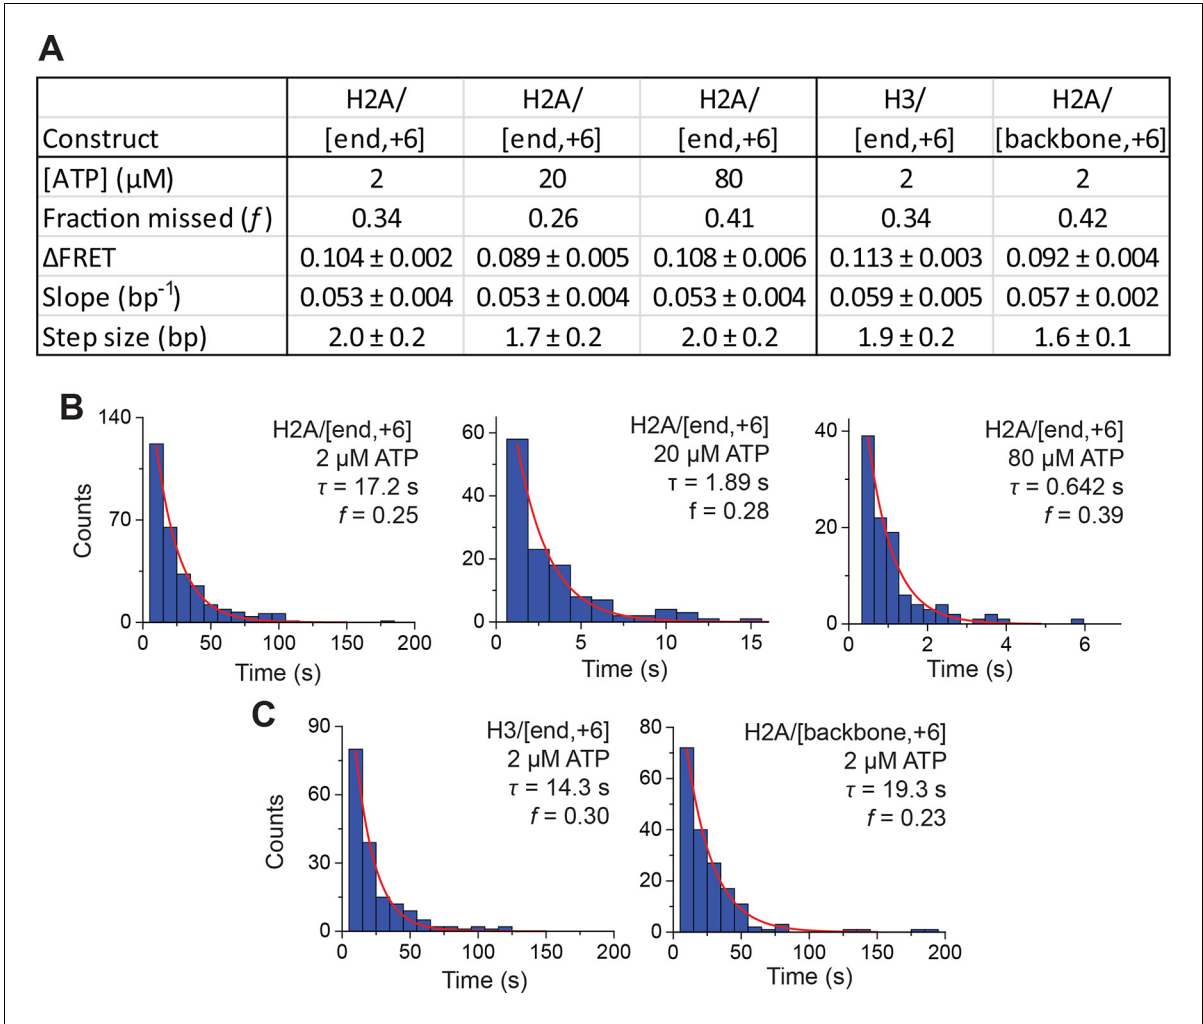 A
H2A/ H2A/ H2A/ H3/ H2A/
Construct [end,+6] [end,+6] [end,+6] [end,+6] [backbone,+6]
[ATP] (µM) 2 20 80 2 2
Fraction missed (f) 0.34 0.26 0.41 0.34 0.42
ΔFRET 0.104 ± 0.002 0.089 ± 0.005 0.108 ± 0.006 0.113 ± 0.003 0.092 ± 0.004
Slope (bp⁻¹) 0.053 ± 0.004 0.053 ± 0.004 0.053 ± 0.004 0.059 ± 0.005 0.057 ± 0.002
Step size (bp) 2.0 ± 0.2 1.7 ± 0.2 2.0 ± 0.2 1.9 ± 0.2 1.6 ± 0.1
B
Counts
140
70
0
0 50 100 150 200
Time (s)
H2A/[end,+6]
2 µM ATP
τ = 17.2 s
f = 0.25
60
40
20
0
0 5 10 15
Time (s)
H2A/[end,+6]
20 µM ATP
τ = 1.89 s
f = 0.28
40
20
0
0 2 4 6
Time (s)
H2A/[end,+6]
80 µM ATP
τ = 0.642 s
f = 0.39
C
Counts
90
60
30
0
0 50 100 150 200
Time (s)
H3/[end,+6]
2 µM ATP
τ = 14.3 s
f = 0.30
80
60
40
20
0
0 50 100 150 200
Time (s)
H2A/[backbone,+6]
2 µM ATP
τ = 19.3 s
f = 0.23